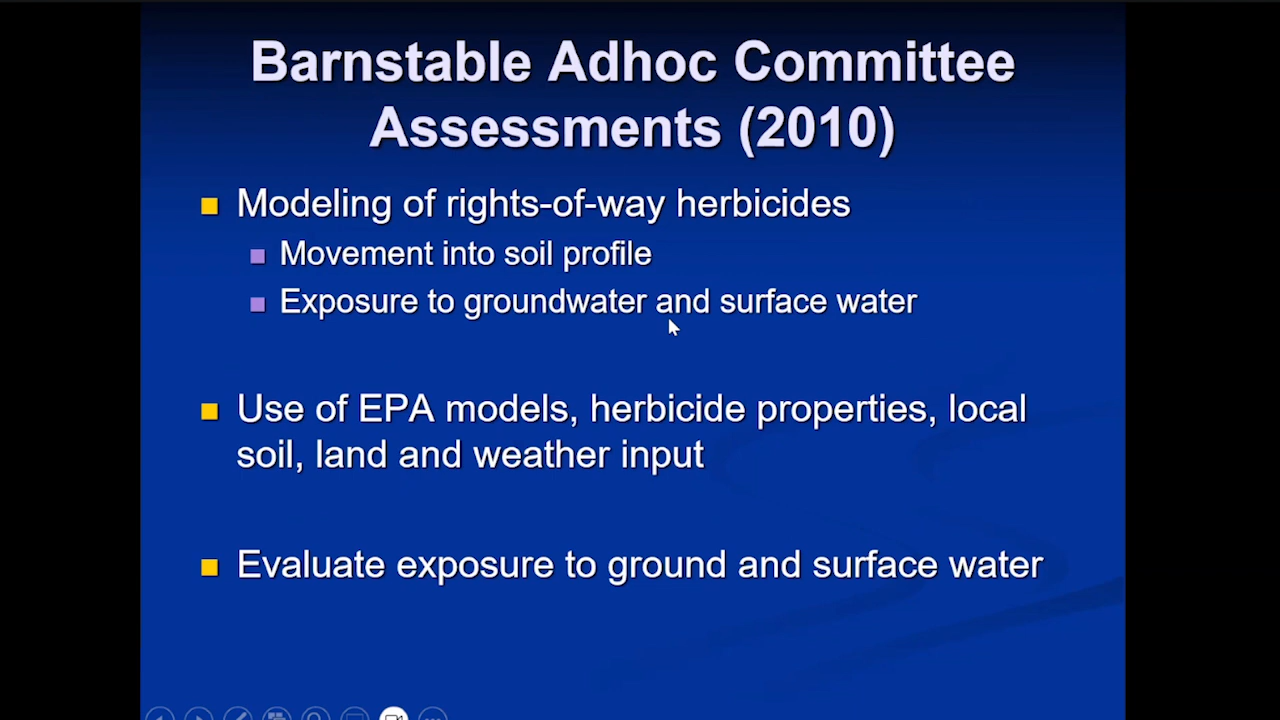 Barnstable Adhoc Committee
Assessments (2010)
Modeling of rights-of-way herbicides
Movement into soil profile
Exposure to groundwater and surface water
Use of EPA models, herbicide properties, local
soil, land and weather input
Evaluate exposure to ground and surface water